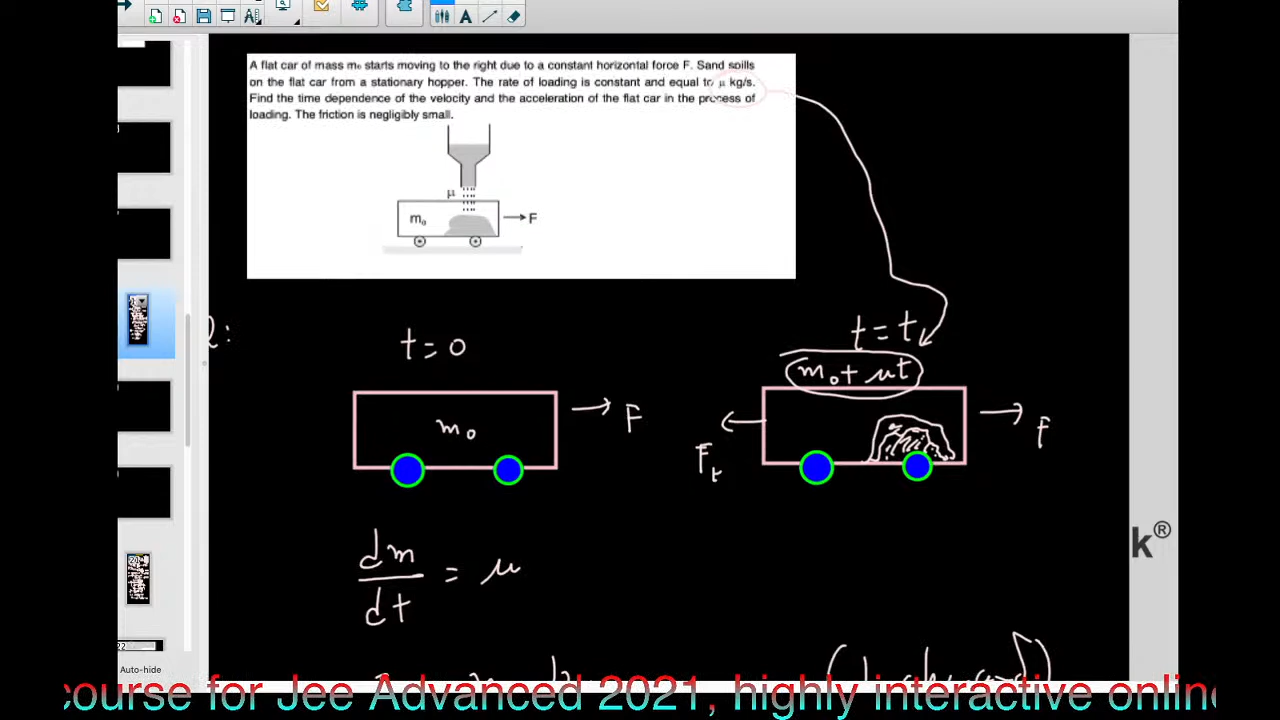 A flat car of mass m₀ starts moving to the right due to a constant horizontal force F. Sand spills
on the flat car from a stationary hopper. The rate of loading is constant and equal to μ kg/s.
Find the time dependence of the velocity and the acceleration of the flat car in the process of
loading. The friction is negligibly small.
μ
m₀
F
t = 0
t = t
m₀ + μt
m₀
F
F
Fₜ
k®
dm/dt = μ
22
Auto-hide
course for Jee Advanced 2021, highly interactive online